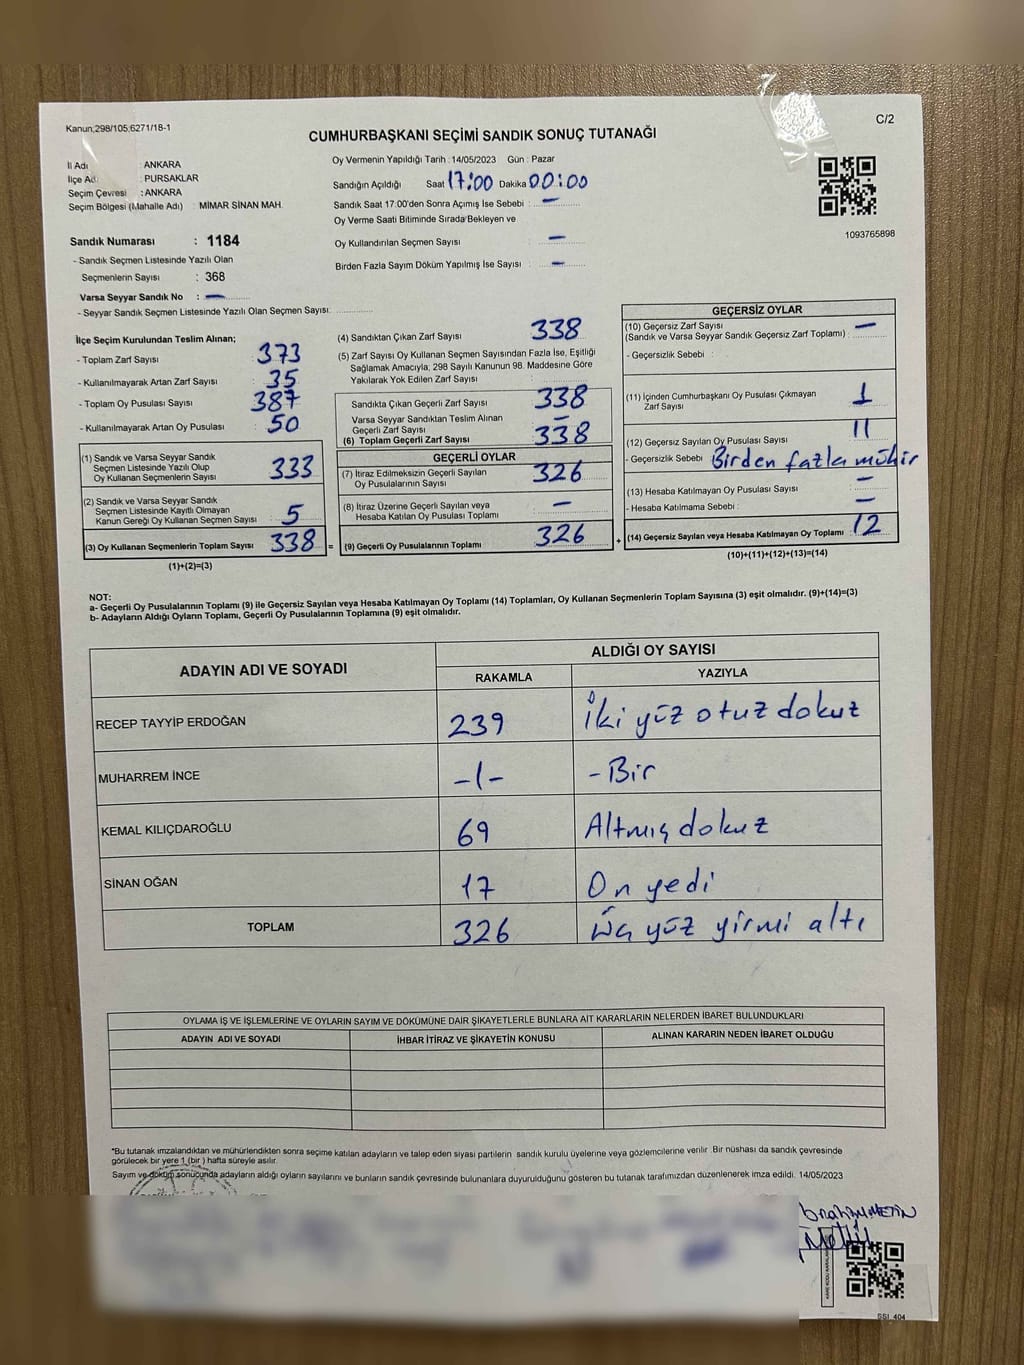 Kanun;298/105;6271/18-1
C/2
CUMHURBAŞKANI SEÇİMİ SANDIK SONUÇ TUTANAĞI
İl Adı : ANKARA
İlçe Adı : PURSAKLAR
Seçim Çevresi : ANKARA
Seçim Bölgesi (Mahalle Adı) : MİMAR SİNAN MAH.
Oy Vermenin Yapıldığı Tarih : 14/05/2023 Gün : Pazar
Sandığın Açıldığı Saat 17:00 Dakika 00:00
Sandık Saat 17.00'den Sonra Açımış İse Sebebi : —
Oy Verme Saati Bitiminde Sırada Bekleyen ve
Oy Kullandırılan Seçmen Sayısı —
Birden Fazla Sayım Döküm Yapılmış İse Sayısı : —
1093765898
Sandık Numarası : 1184
- Sandık Seçmen Listesinde Yazılı Olan
Seçmenlerin Sayısı : 368
Varsa Seyyar Sandık No : —
- Seyyar Sandık Seçmen Listesinde Yazılı Olan Seçmen Sayısı:
İlçe Seçim Kurulundan Teslim Alınan;
- Toplam Zarf Sayısı : 373
- Kullanılmayarak Artan Zarf Sayısı : 35
- Toplam Oy Pusulası Sayısı : 387
- Kullanılmayarak Artan Oy Pusulası : 50
(1) Sandık ve Varsa Seyyar Sandık
Seçmen Listesinde Yazılı Olup
Oy Kullanan Seçmenlerin Sayısı : 333
(2) Sandık ve Varsa Seyyar Sandık
Seçmen Listesinde Kayıtlı Olmayan
Kanun Gereği Oy Kullanan Seçmen Sayısı : 5
(3) Oy Kullanan Seçmenlerin Toplam Sayısı : 338 =
(1)+(2)=(3)
(4) Sandıktan Çıkan Zarf Sayısı : 338
(5) Zarf Sayısı Oy Kullanan Seçmen Sayısından Fazla İse, Eşitliği
Sağlamak Amacıyla; 298 Sayılı Kanunun 98. Maddesine Göre
Yakılarak Yok Edilen Zarf Sayısı :
Sandıkta Çıkan Geçerli Zarf Sayısı : 338
Varsa Seyyar Sandıktan Teslim Alınan
Geçerli Zarf Sayısı : —
(6) Toplam Geçerli Zarf Sayısı : 338
GEÇERLİ OYLAR
(7) İtiraz Edilmeksizin Geçerli Sayılan
Oy Pusulalarının Sayısı : 326
(8) İtiraz Üzerine Geçerli Sayılan veya
Hesaba Katılan Oy Pusulası Toplamı : —
(9) Geçerli Oy Pusulalarının Toplamı : 326 +
GEÇERSİZ OYLAR
(10) Geçersiz Zarf Sayısı —
(Sandık ve Varsa Seyyar Sandık Geçersiz Zarf Toplamı) :
- Geçersizlik Sebebi :
(11) İçinden Cumhurbaşkanı Oy Pusulası Çıkmayan
Zarf Sayısı : 1
(12) Geçersiz Sayılan Oy Pusulası Sayısı : 11
- Geçersizlik Sebebi Birden fazla mühür
(13) Hesaba Katılmayan Oy Pusulası Sayısı : —
- Hesaba Katılmama Sebebi : —
(14) Geçersiz Sayılan veya Hesaba Katılmayan Oy Toplamı : 12
(10)+(11)+(12)+(13)=(14)
NOT:
a- Geçerli Oy Pusulalarının Toplamı (9) ile Geçersiz Sayılan veya Hesaba Katılmayan Oy Toplamı (14) Toplamları, Oy Kullanan Seçmenlerin Toplam Sayısına (3) eşit olmalıdır. (9)+(14)=(3)
b- Adayların Aldığı Oyların Toplamı, Geçerli Oy Pusulalarının Toplamına (9) eşit olmalıdır.
ADAYIN ADI VE SOYADI
ALDIĞI OY SAYISI
RAKAMLA YAZIYLA
RECEP TAYYİP ERDOĞAN 239 İki yüz otuz dokuz
MUHARREM İNCE -1- -Bir
KEMAL KILIÇDAROĞLU 69 Altmış dokuz
SİNAN OĞAN 17 On yedi
TOPLAM 326 Üç yüz yirmi altı
OYLAMA İŞ VE İŞLEMLERİNE VE OYLARIN SAYIM VE DÖKÜMÜNE DAİR ŞİKAYETLERLE BUNLARA AİT KARARLARIN NELERDEN İBARET BULUNDUKLARI
ADAYIN ADI VE SOYADI İHBAR İTİRAZ VE ŞİKAYETİN KONUSU ALINAN KARARIN NEDEN İBARET OLDUĞU
*Bu tutanak imzalandıktan ve mühürlendikten sonra seçime katılan adayların ve talep eden siyasi partilerin sandık kurulu üyelerine veya gözlemcilerine verilir. Bir nüshası da sandık çevresinde
görülecek bir yere 1 (bir) hafta süreyle asılır.
Sayım ve döküm sonucunda adayların aldığı oyların sayılarını ve bunların sandık çevresinde bulunanlara duyurulduğunu gösteren bu tutanak tarafımızdan düzenlenerek imza edildi. 14/05/2023
SSI 404